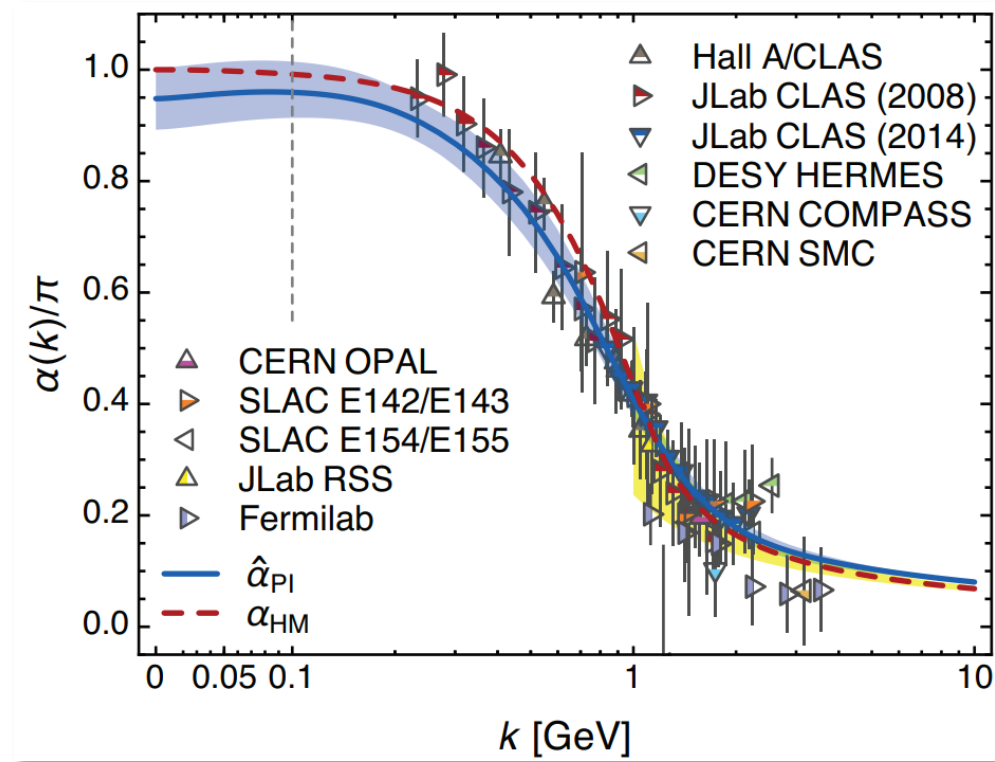 Hall A/CLAS
JLab CLAS (2008)
JLab CLAS (2014)
DESY HERMES
CERN COMPASS
CERN SMC
CERN OPAL
SLAC E142/E143
SLAC E154/E155
JLab RSS
Fermilab
α̂PI
αHM
α(k)/π
1.0
0.8
0.6
0.4
0.2
0.0
0 0.05 0.1 1 10
k [GeV]